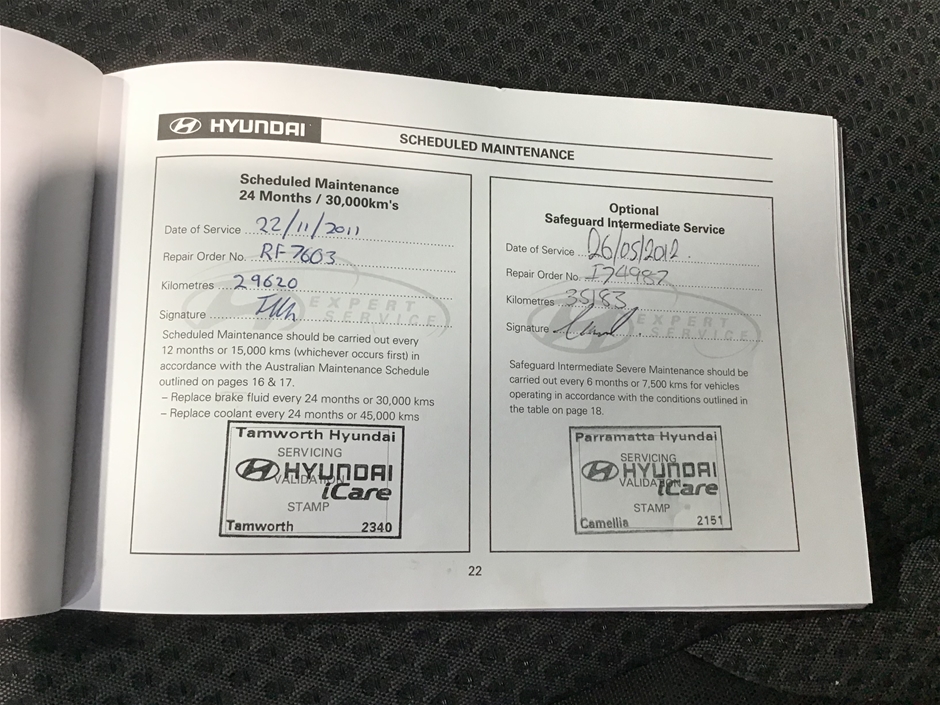 HYUNDAI
SCHEDULED MAINTENANCE
Scheduled Maintenance
24 Months / 30,000km's
Date of Service 22/11/2011
Repair Order No. RF7603
Kilometres 29620
Signature
EXPERT
SERVICE
Scheduled Maintenance should be carried out every
12 months or 15,000 kms (whichever occurs first) in
accordance with the Australian Maintenance Schedule
outlined on pages 16 & 17.
– Replace brake fluid every 24 months or 30,000 kms
– Replace coolant every 24 months or 45,000 kms
Tamworth Hyundai
SERVICING
HYUNDAI
VALIDATION
iCare
STAMP
Tamworth 2340
Optional
Safeguard Intermediate Service
Date of Service 26/05/2012.
Repair Order No. I74987
Kilometres 35183
Signature
EXPERT
SERVICE
Safeguard Intermediate Severe Maintenance should be
carried out every 6 months or 7,500 kms for vehicles
operating in accordance with the conditions outlined in
the table on page 18.
Parramatta Hyundai
SERVICING
HYUNDAI
VALIDATION
iCare
STAMP
Camellia 2151
22